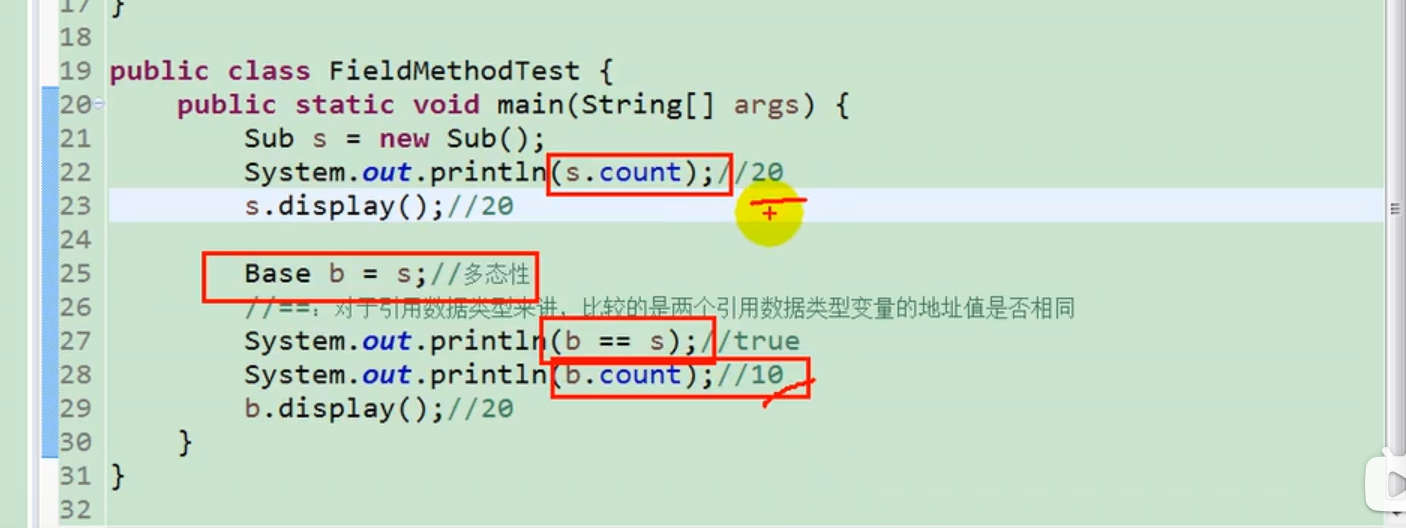 17 }
18
19 public class FieldMethodTest {
20 public static void main(String[] args) {
21 Sub s = new Sub();
22 System.out.println(s.count);//20
23 s.display();//20
24
25 Base b = s;//多态性
26 //==：对于引用数据类型来讲，比较的是两个引用数据类型变量的地址值是否相同
27 System.out.println(b == s);//true
28 System.out.println(b.count);//10
29 b.display();//20
30 }
31 }
32